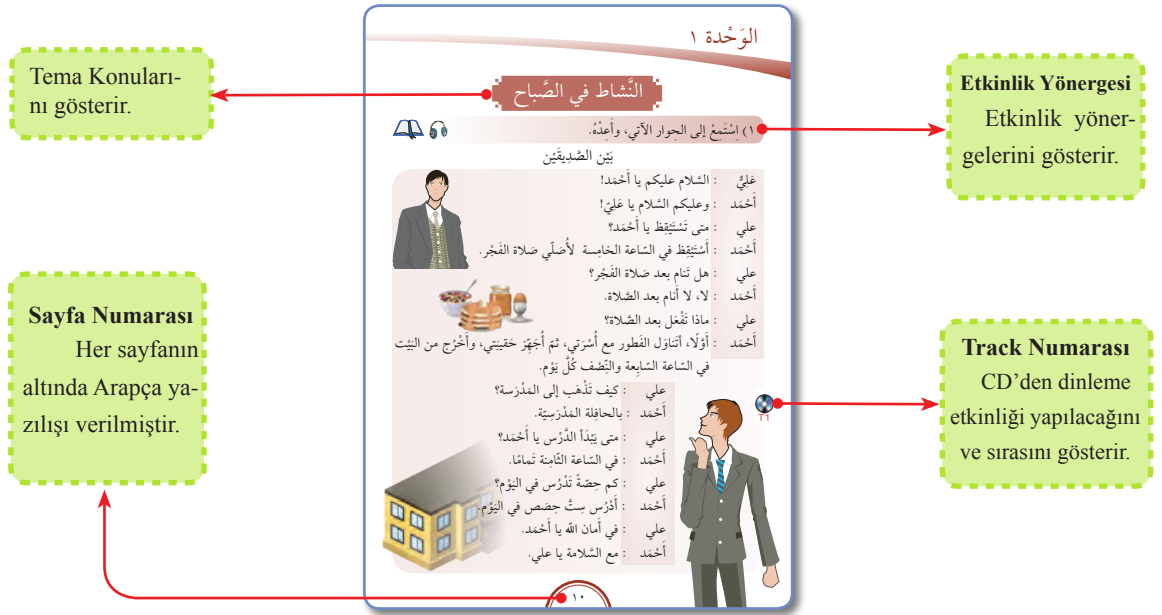 Tema Konuları-
nı gösterir.
Sayfa Numarası
Her sayfanın
altında Arapça ya-
zılışı verilmiştir.
الوَحْدة ١
النَّشاط في الصَّباح
١) اِسْتَمِعْ إلى الحِوار الآتي، وأَعِدْهُ.
بَيْن الصَّدِيقَيْن
عَلِيٌّ : السَّلام عليكم يا أَحْمَد!
أَحْمَد : وعليكم السَّلام يا عَلِيّ!
علي : متى تَسْتَيْقِظ يا أَحْمَد؟
أَحْمَد : أَسْتَيْقِظ في السّاعة الخامِسة لأُصَلّي صَلاة الفَجْر.
علي : هل تَنام بعد صَلاة الفَجْر؟
أَحْمَد : لا، لا أَنام بعد الصَّلاة.
علي : ماذا تَفْعَل بعد الصَّلاة؟
أَحْمَد : أَوَّلًا، أَتناوَل الفَطور مع أُسْرَتي، ثمّ أُجَهِّز حَقيبَتي، وأَخْرُج من البَيْت
في السّاعة السّابِعة والنِّصْف كُلَّ يَوْم.
علي : كيف تَذْهَب إلى المَدْرَسة؟
أَحْمَد : بالحافِلة المَدْرَسِيّة.
علي : متى يَبْدَأ الدَّرْس يا أَحْمَد؟
أَحْمَد : في السّاعة الثّامِنة تَمامًا.
علي : كم حِصّةً تَدْرُس في اليَوْم؟
أَحْمَد : أَدْرُس سِتَّ حِصَص في اليَوْم.
علي : في أَمان الله يا أَحْمَد.
أَحْمَد : مع السَّلامة يا علي.
T1
١٠
Etkinlik Yönergesi
Etkinlik yöner-
gelerini gösterir.
Track Numarası
CD’den dinleme
etkinliği yapılacağını
ve sırasını gösterir.